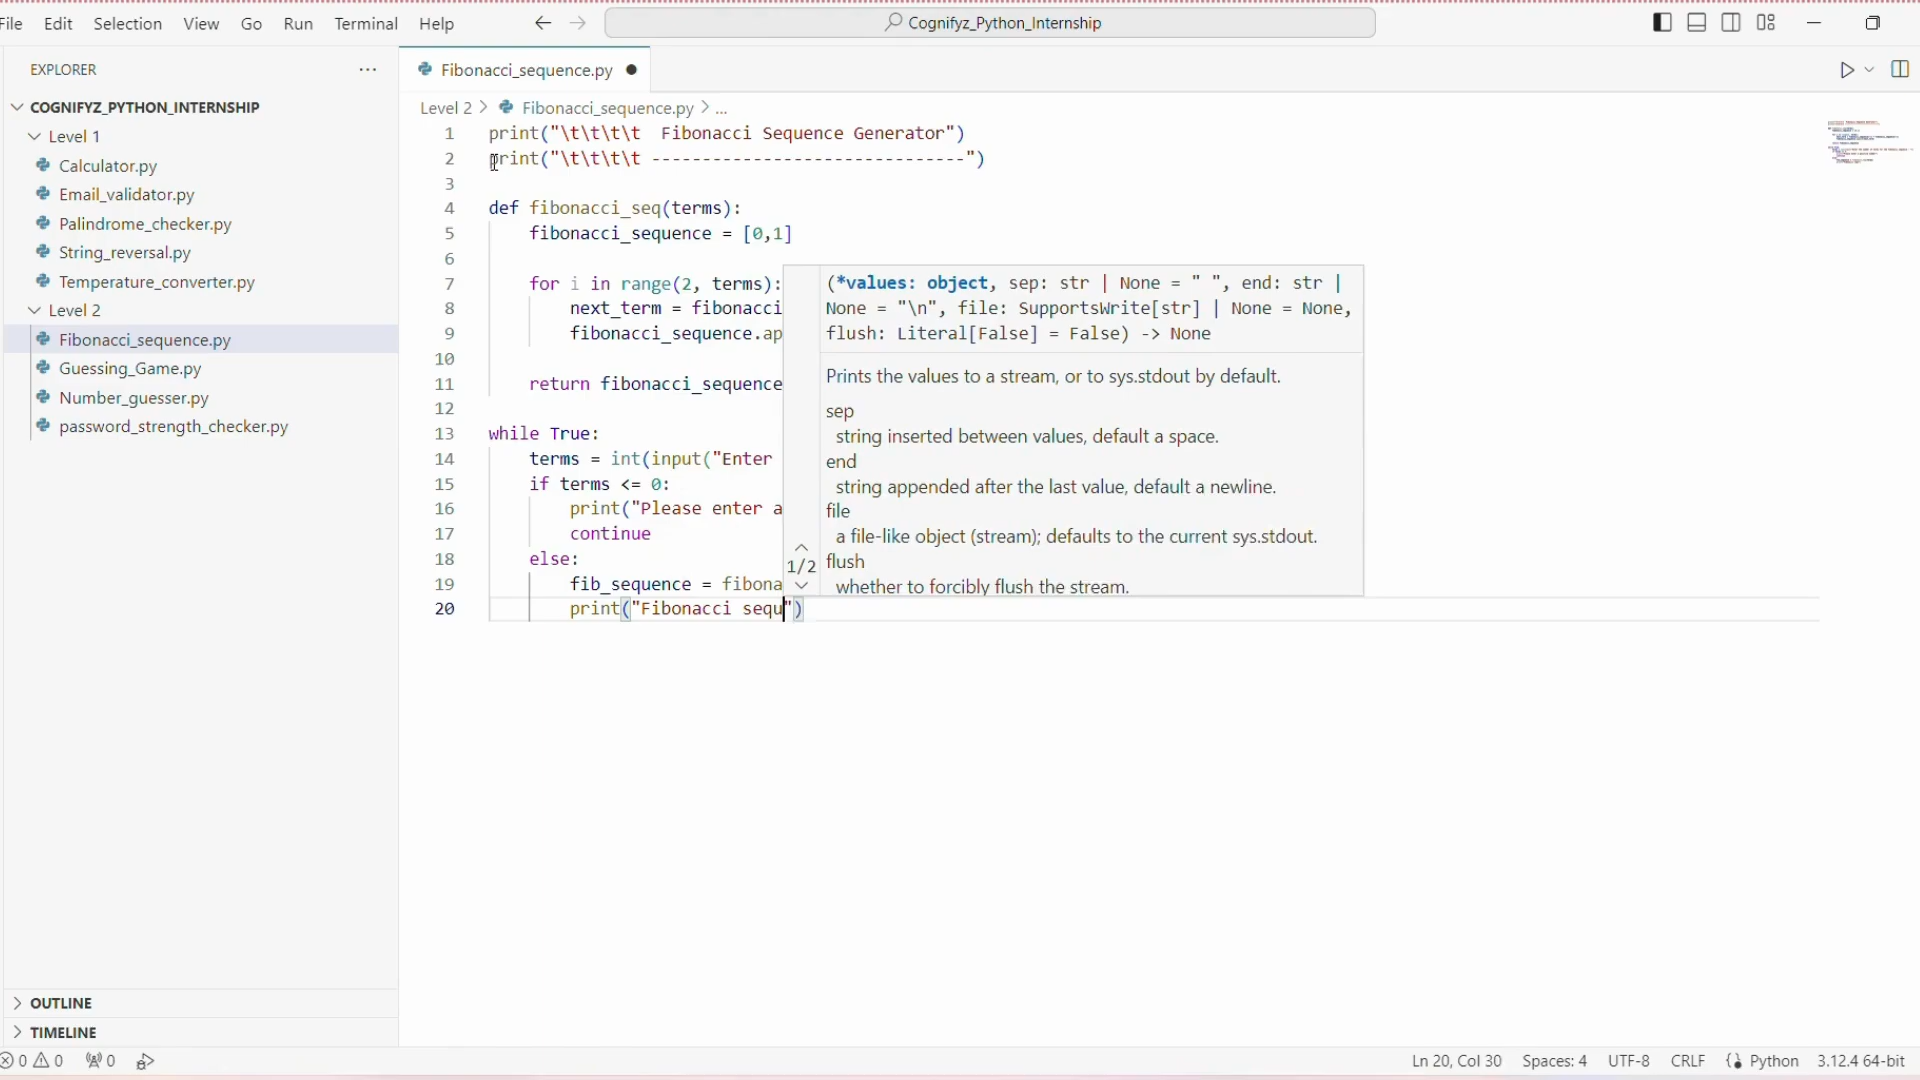 File Edit Selection View Go Run Terminal Help
Cognifyz_Python_Internship
EXPLORER
COGNIFYZ_PYTHON_INTERNSHIP
Level 1
Calculator.py
Email_validator.py
Palindrome_checker.py
String_reversal.py
Temperature_converter.py
Level 2
Fibonacci_sequence.py
Guessing_Game.py
Number_guesser.py
password_strength_checker.py
OUTLINE
TIMELINE
Fibonacci_sequence.py
Level 2 > Fibonacci_sequence.py > ...
1 print("\t\t\t\t  Fibonacci Sequence Generator")
2 print("\t\t\t\t -------------------------------")
3
4 def fibonacci_seq(terms):
5     fibonacci_sequence = [0,1]
6
7     for i in range(2, terms):
8         next_term = fibonacci
9         fibonacci_sequence.ap
10
11     return fibonacci_sequence
12
13 while True:
14     terms = int(input("Enter
15     if terms <= 0:
16         print("Please enter a
17         continue
18     else:
19         fib_sequence = fibona
20         print("Fibonacci sequ")
(*values: object, sep: str | None = " ", end: str |
None = "\n", file: SupportsWrite[str] | None = None,
flush: Literal[False] = False) -> None
Prints the values to a stream, or to sys.stdout by default.
sep
string inserted between values, default a space.
end
string appended after the last value, default a newline.
file
a file-like object (stream); defaults to the current sys.stdout.
flush
whether to forcibly flush the stream.
1/2
0 0 0
Ln 20, Col 30 Spaces: 4 UTF-8 CRLF Python 3.12.4 64-bit